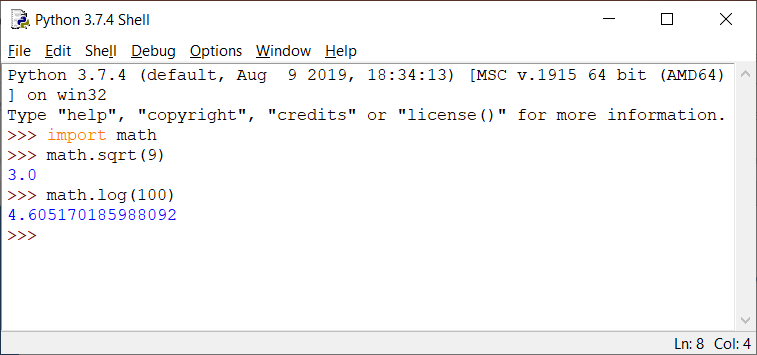 Python 3.7.4 Shell
File Edit Shell Debug Options Window Help
Python 3.7.4 (default, Aug  9 2019, 18:34:13) [MSC v.1915 64 bit (AMD64)
] on win32
Type "help", "copyright", "credits" or "license()" for more information.
>>> import math
>>> math.sqrt(9)
3.0
>>> math.log(100)
4.605170185988092
>>>
Ln: 8 Col: 4